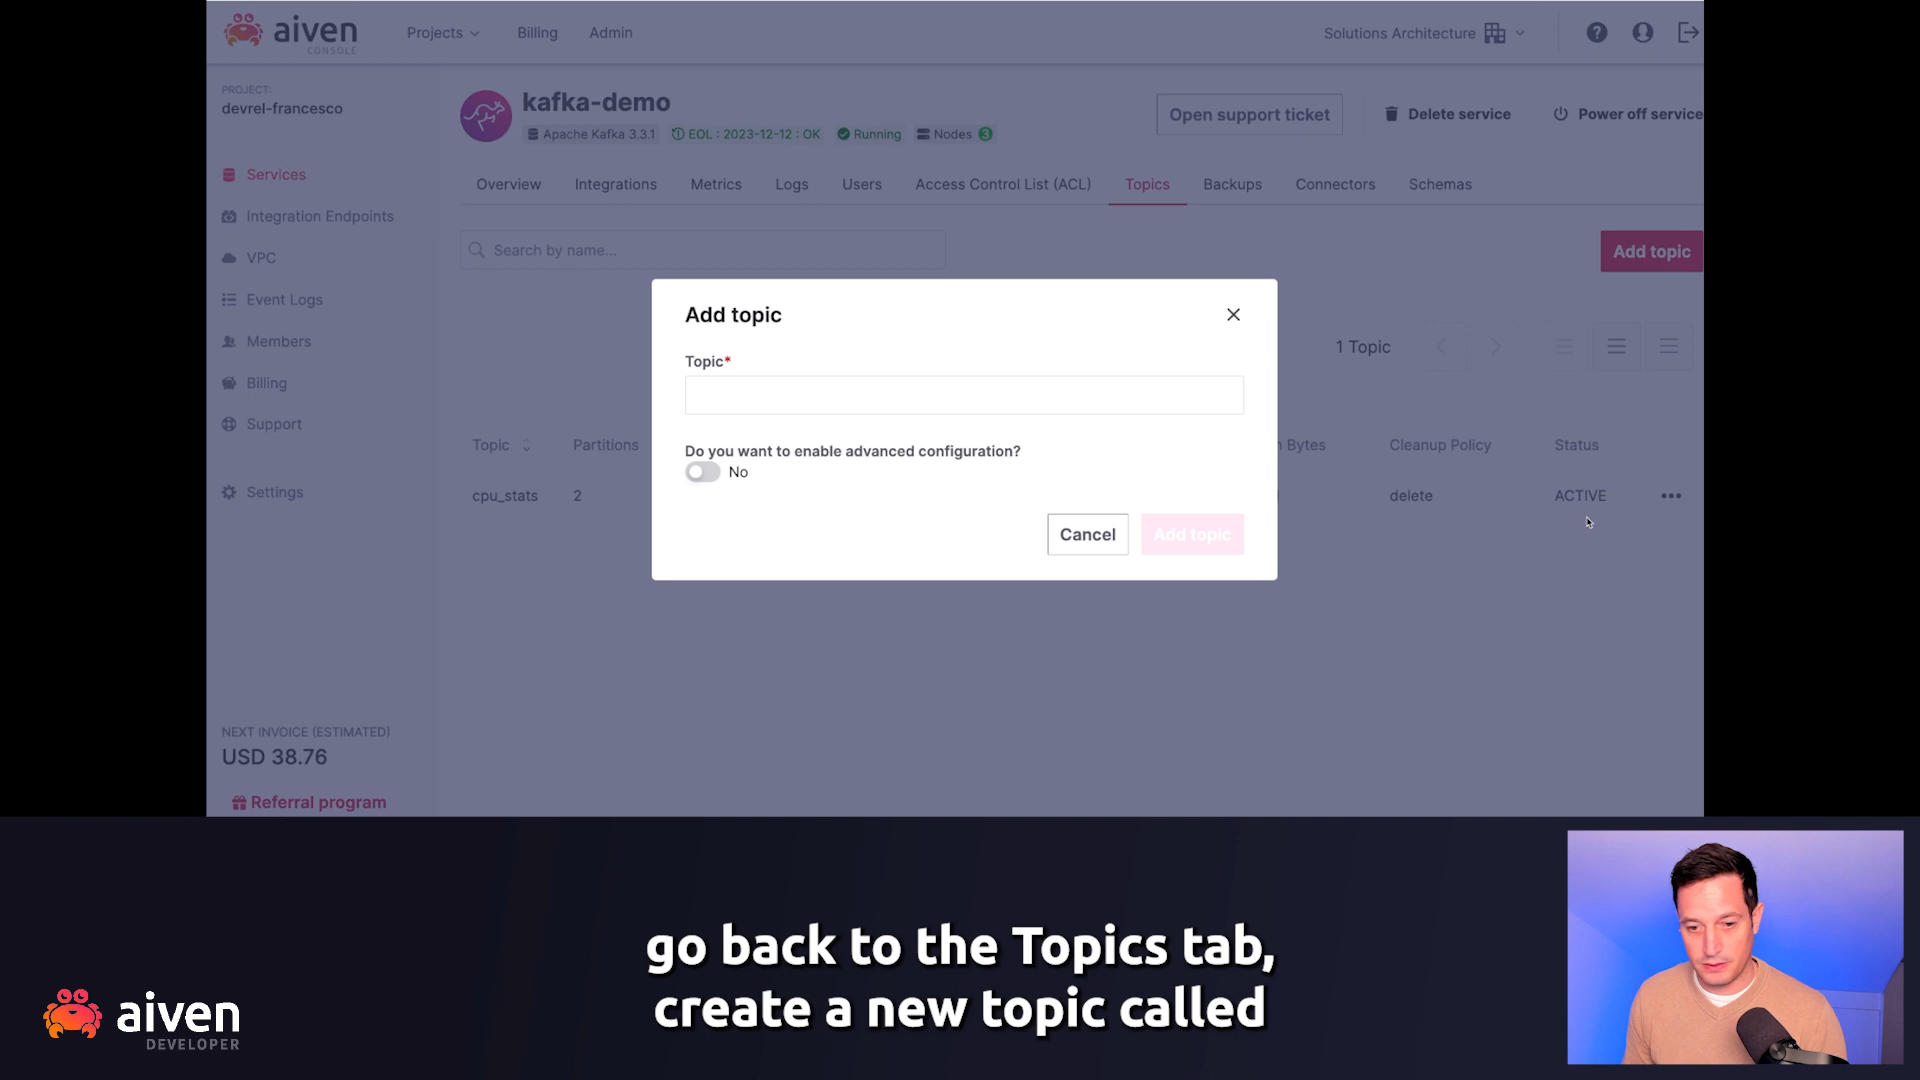 aiven
CONSOLE
Projects
Billing
Admin
Solutions Architecture
PROJECT:
devrel-francesco
kafka-demo
Apache Kafka 3.3.1
EOL : 2023-12-12 : OK
Running
Nodes 3
Open support ticket
Delete service
Power off service
Services
Integration Endpoints
VPC
Event Logs
Members
Billing
Support
Settings
Overview
Integrations
Metrics
Logs
Users
Access Control List (ACL)
Topics
Backups
Connectors
Schemas
Search by name...
Add topic
1 Topic
Topic
Partitions
Bytes
Cleanup Policy
Status
cpu_stats
2
delete
ACTIVE
Add topic
Topic*
Do you want to enable advanced configuration?
No
Cancel
Add topic
NEXT INVOICE (ESTIMATED)
USD 38.76
Referral program
go back to the Topics tab,
create a new topic called
aiven
DEVELOPER